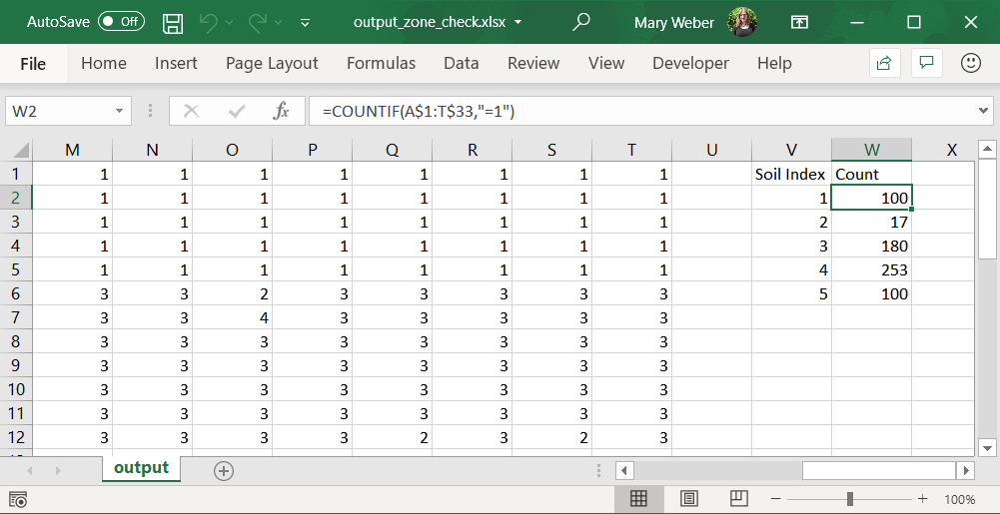 AutoSave Off output_zone_check.xlsx Mary Weber
File Home Insert Page Layout Formulas Data Review View Developer Help
W2 fx =COUNTIF(A$1:T$33,"=1")
M N O P Q R S T U V W X
1 1 1 1 1 1 1 1 1 Soil Index Count
2 1 1 1 1 1 1 1 1 1 100
3 1 1 1 1 1 1 1 1 2 17
4 1 1 1 1 1 1 1 1 3 180
5 1 1 1 1 1 1 1 1 4 253
6 3 3 2 3 3 3 3 3 5 100
7 3 3 4 3 3 3 3 3
8 3 3 3 3 3 3 3 3
9 3 3 3 3 3 3 3 3
10 3 3 3 3 3 3 3 3
11 3 3 3 3 3 3 3 3
12 3 3 3 3 2 3 2 3
output
100%